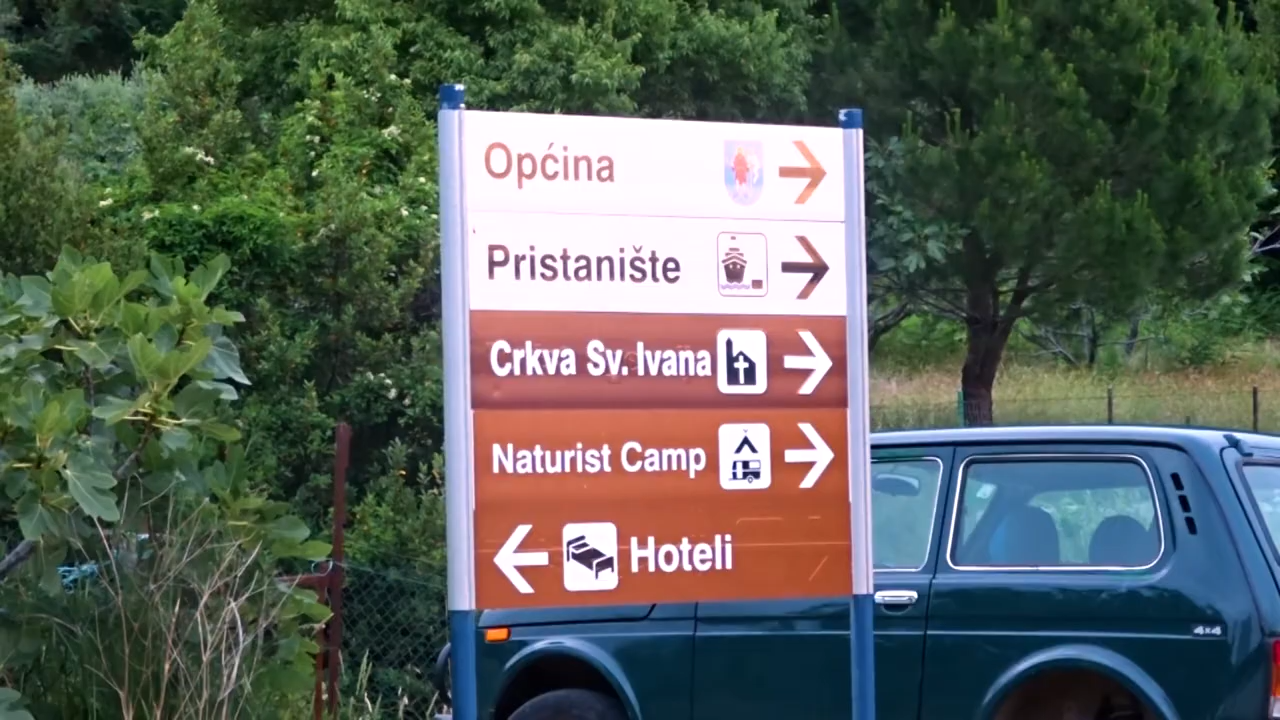 Općina
Pristanište
Crkva Sv. Ivana
Naturist Camp
Hoteli
4x4